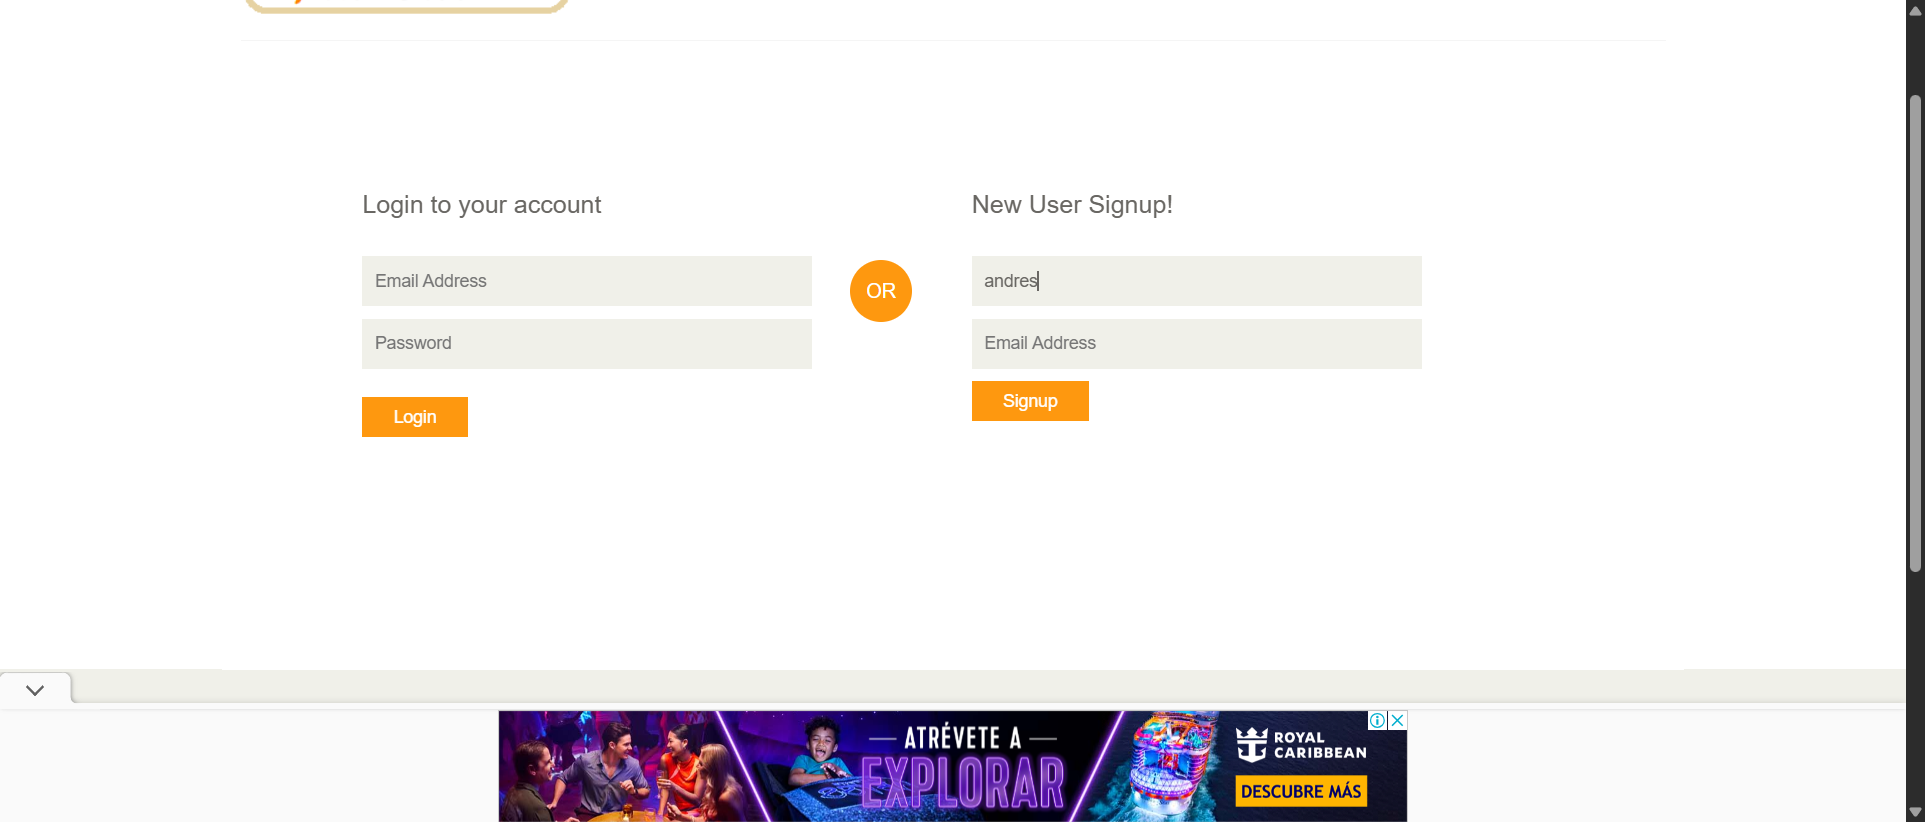 Login to your account
Email Address
Password
Login
OR
New User Signup!
andres
Email Address
Signup
ATRÉVETE A
EXPLORAR
ROYAL
CARIBBEAN
DESCUBRE MÁS